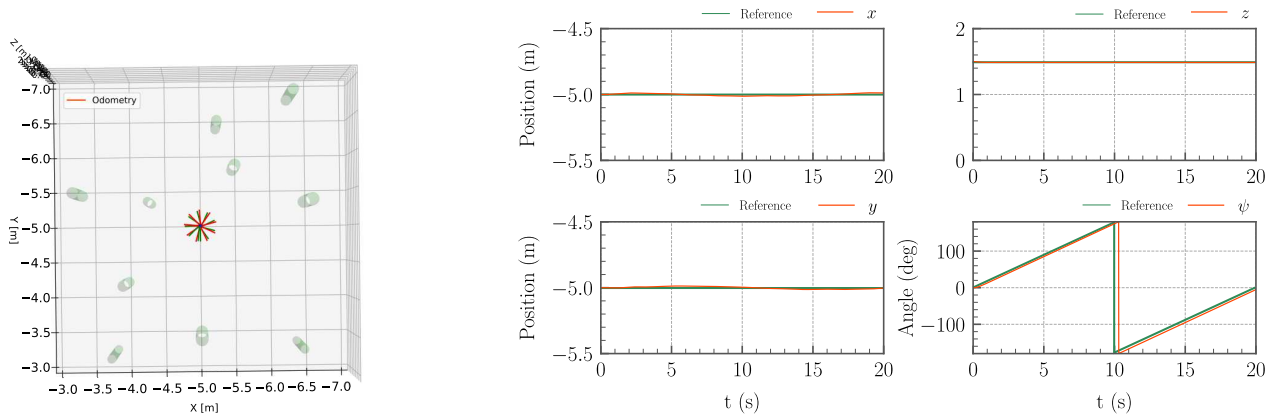 Z [m]
Odometry
−7.0
−6.5
−6.0
−5.5
−5.0
−4.5
−4.0
−3.5
−3.0
Y [m]
−3.0 −3.5 −4.0 −4.5 −5.0 −5.5 −6.0 −6.5 −7.0
X [m]
Reference x
−4.5
−5.0
−5.5
Position (m)
0 5 10 15 20
Reference z
2
1
0
0 5 10 15 20
Reference y
−4.5
−5.0
−5.5
Position (m)
0 5 10 15 20
t (s)
Reference ψ
100
0
−100
Angle (deg)
0 5 10 15 20
t (s)